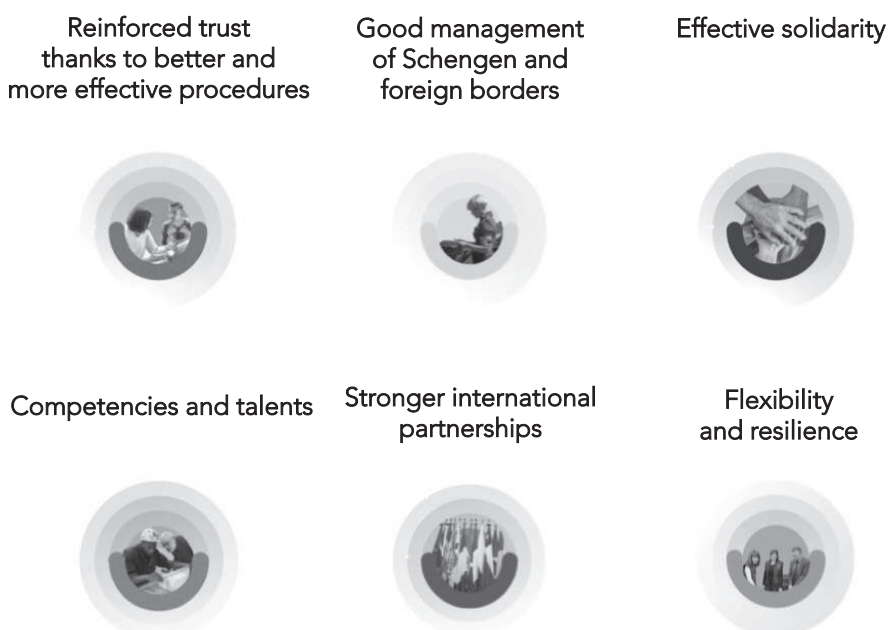 Reinforced trust
thanks to better and
more effective procedures
Good management
of Schengen and
foreign borders
Effective solidarity
Competencies and talents
Stronger international
partnerships
Flexibility
and resilience